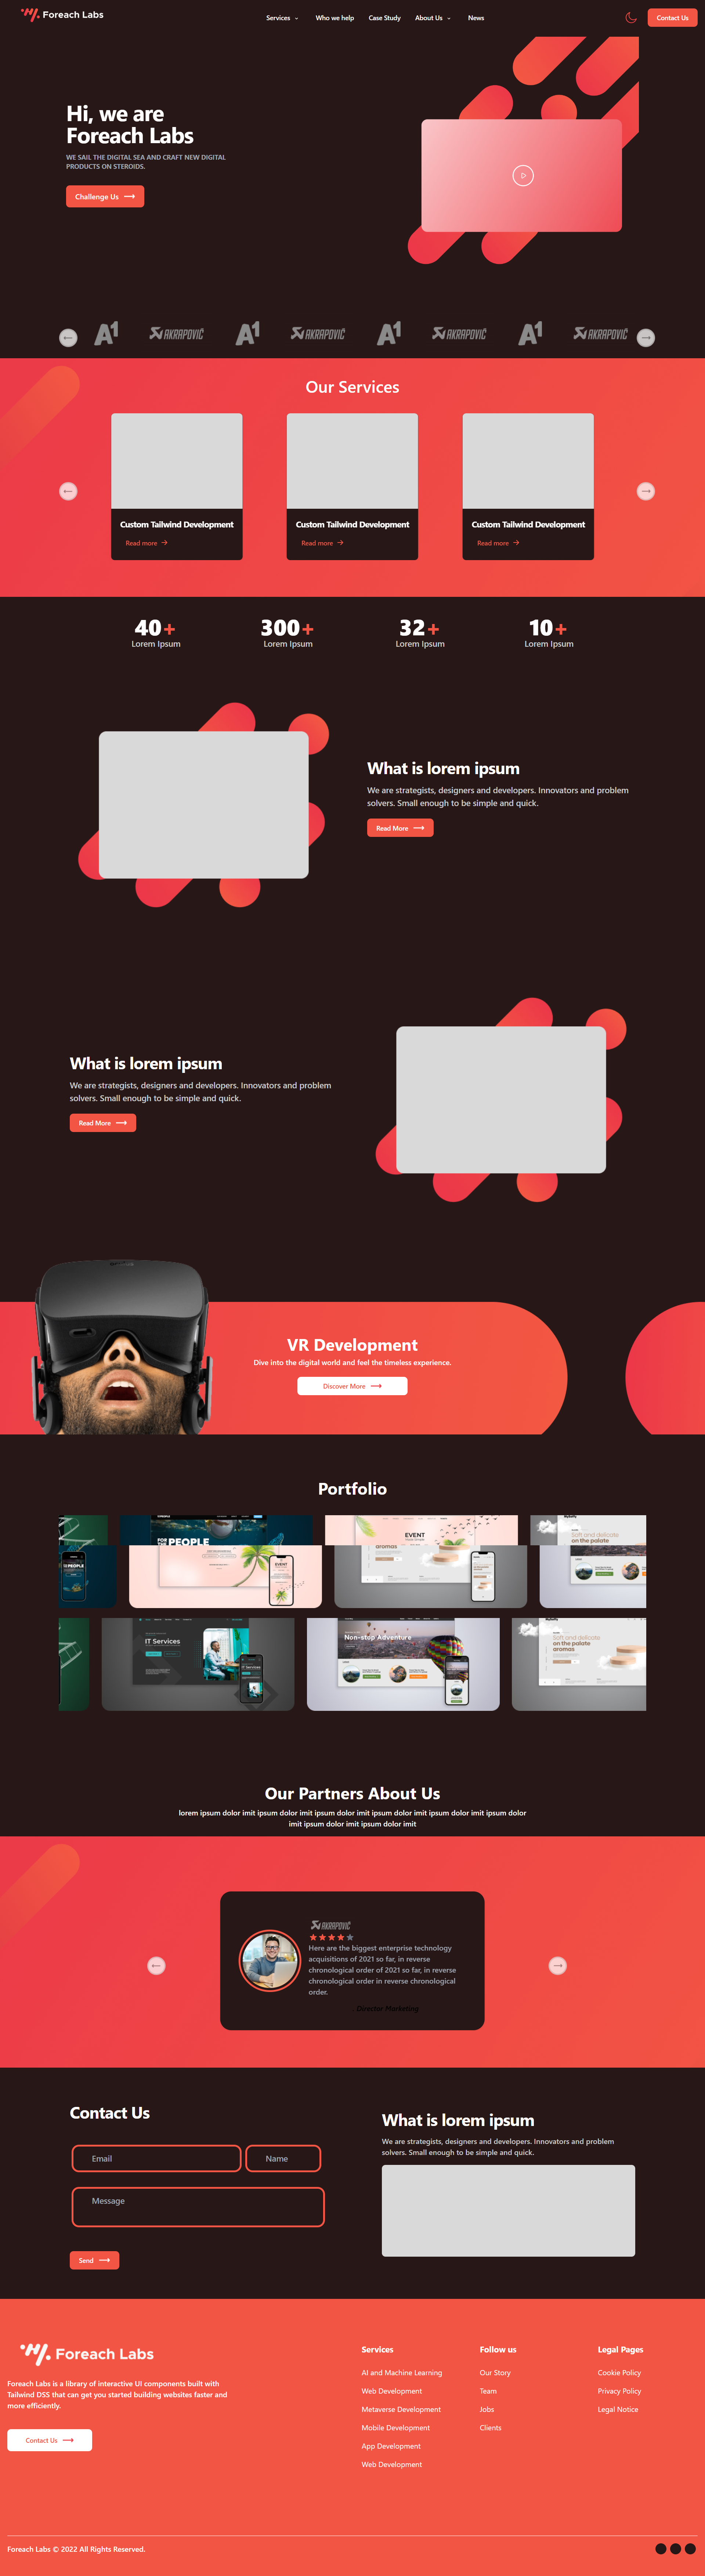 Foreach Labs
Services
Who we help
Case Study
About Us
News
Contact Us
Hi, we are
Foreach Labs
WE SAIL THE DIGITAL SEA AND CRAFT NEW DIGITAL
PRODUCTS ON STEROIDS.
Challenge Us
A1 AKRAPOVIČ A1 AKRAPOVIČ A1 AKRAPOVIČ A1 AKRAPOVIČ
Our Services
Custom Tailwind Development
Read more
Custom Tailwind Development
Read more
Custom Tailwind Development
Read more
40+
Lorem Ipsum
300+
Lorem Ipsum
32+
Lorem Ipsum
10+
Lorem Ipsum
What is lorem ipsum
We are strategists, designers and developers. Innovators and problem
solvers. Small enough to be simple and quick.
Read More
What is lorem ipsum
We are strategists, designers and developers. Innovators and problem
solvers. Small enough to be simple and quick.
Read More
VR Development
Dive into the digital world and feel the timeless experience.
Discover More
Portfolio
PEOPLE
EVENT
aromas
Soft and delicate
on the palate
IT Services
Non-stop Adventure
Soft and delicate
on the palate
aromas
Our Partners About Us
lorem ipsum dolor imit ipsum dolor imit ipsum dolor imit ipsum dolor imit ipsum dolor imit ipsum dolor
imit ipsum dolor imit ipsum dolor imit
AKRAPOVIČ
Here are the biggest enterprise technology
acquisitions of 2021 so far, in reverse
chronological order of 2021 so far, in reverse
chronological order in reverse chronological
order.
Director Marketing
Contact Us
Email
Name
Message
Send
What is lorem ipsum
We are strategists, designers and developers. Innovators and problem
solvers. Small enough to be simple and quick.
Foreach Labs
Foreach Labs is a library of interactive UI components built with
Tailwind DSS that can get you started building websites faster and
more efficiently.
Contact Us
Services
AI and Machine Learning
Web Development
Metaverse Development
Mobile Development
App Development
Web Development
Follow us
Our Story
Team
Jobs
Clients
Legal Pages
Cookie Policy
Privacy Policy
Legal Notice
Foreach Labs © 2022 All Rights Reserved.